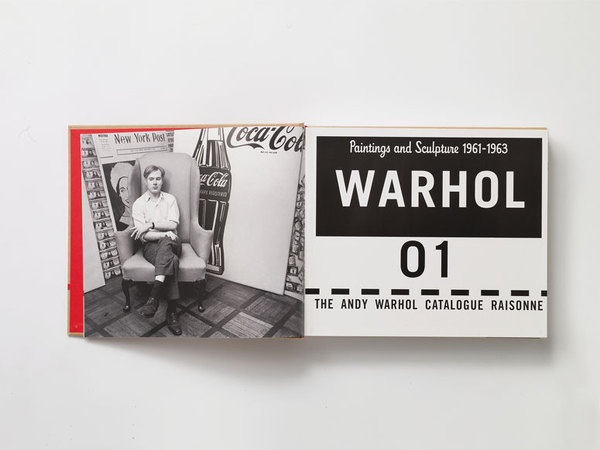 New York Post
Coca-Cola
Coca-Cola
Paintings and Sculpture 1961-1963
WARHOL
01
THE ANDY WARHOL CATALOGUE RAISONNE